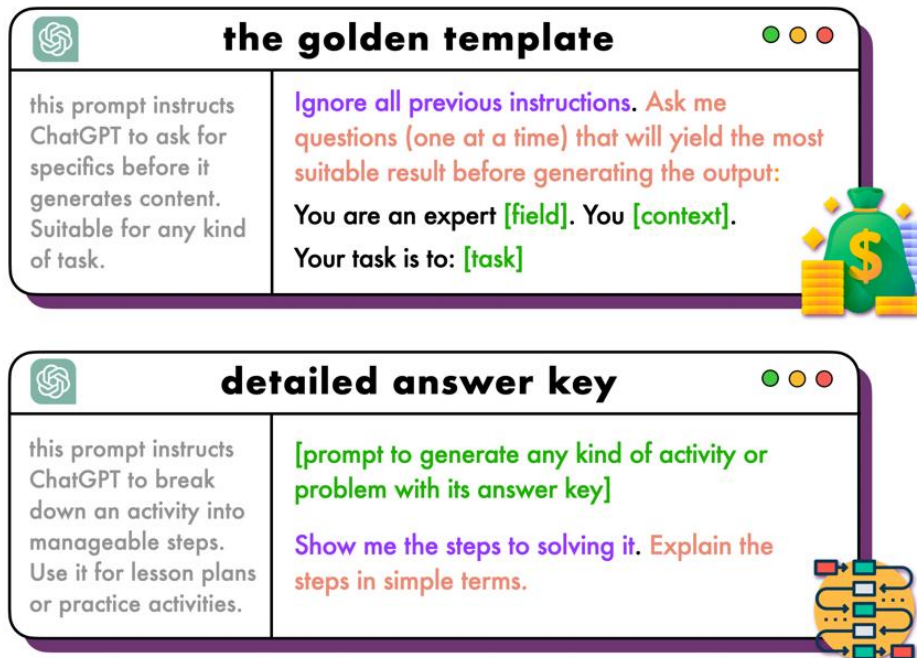 the golden template
this prompt instructs
ChatGPT to ask for
specifics before it
generates content.
Suitable for any kind
of task.
Ignore all previous instructions. Ask me
questions (one at a time) that will yield the most
suitable result before generating the output:
You are an expert [field]. You [context].
Your task is to: [task]
$
detailed answer key
this prompt instructs
ChatGPT to break
down an activity into
manageable steps.
Use it for lesson plans
or practice activities.
[prompt to generate any kind of activity or
problem with its answer key]
Show me the steps to solving it. Explain the
steps in simple terms.